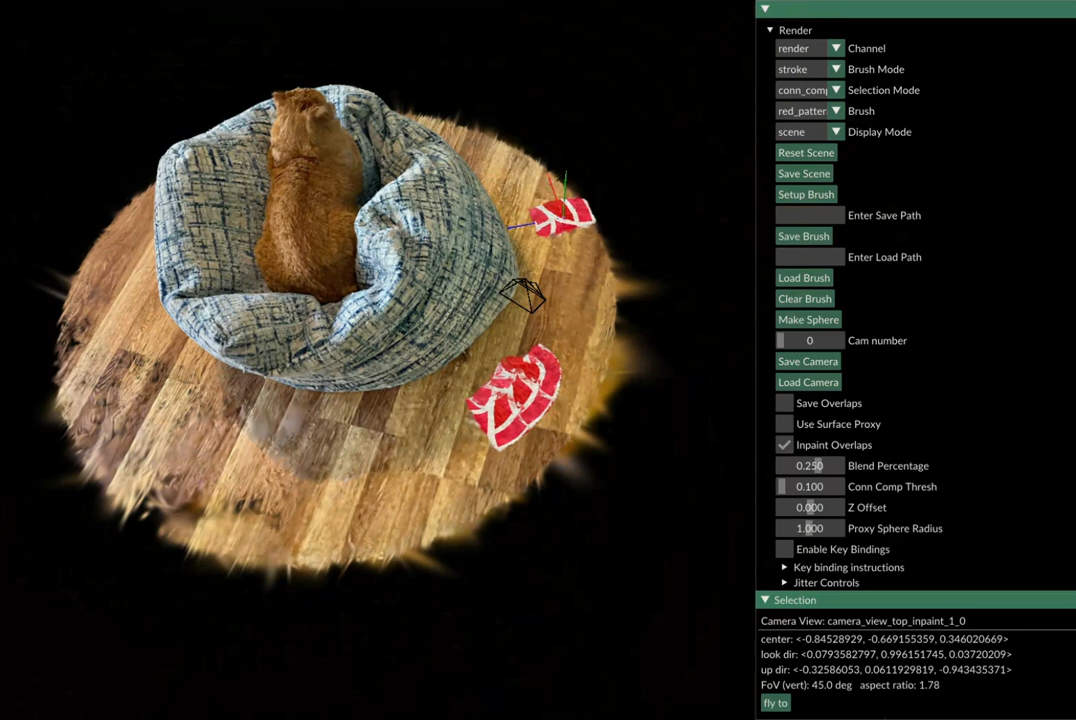 Render
render Channel
stroke Brush Mode
conn_comp Selection Mode
red_patter Brush
scene Display Mode
Reset Scene
Save Scene
Setup Brush
Enter Save Path
Save Brush
Enter Load Path
Load Brush
Clear Brush
Make Sphere
0 Cam number
Save Camera
Load Camera
Save Overlaps
Use Surface Proxy
Inpaint Overlaps
0.250 Blend Percentage
0.100 Conn Comp Thresh
0.000 Z Offset
1.000 Proxy Sphere Radius
Enable Key Bindings
Key binding instructions
Jitter Controls
Selection
Camera View: camera_view_top_inpaint_1_0
center: <-0.84528929, -0.669155359, 0.346020669>
look dir: <0.0793582797, 0.996151745, 0.03720209>
up dir: <-0.32586053, 0.0611929819, -0.943435371>
FoV (vert): 45.0 deg aspect ratio: 1.78
fly to